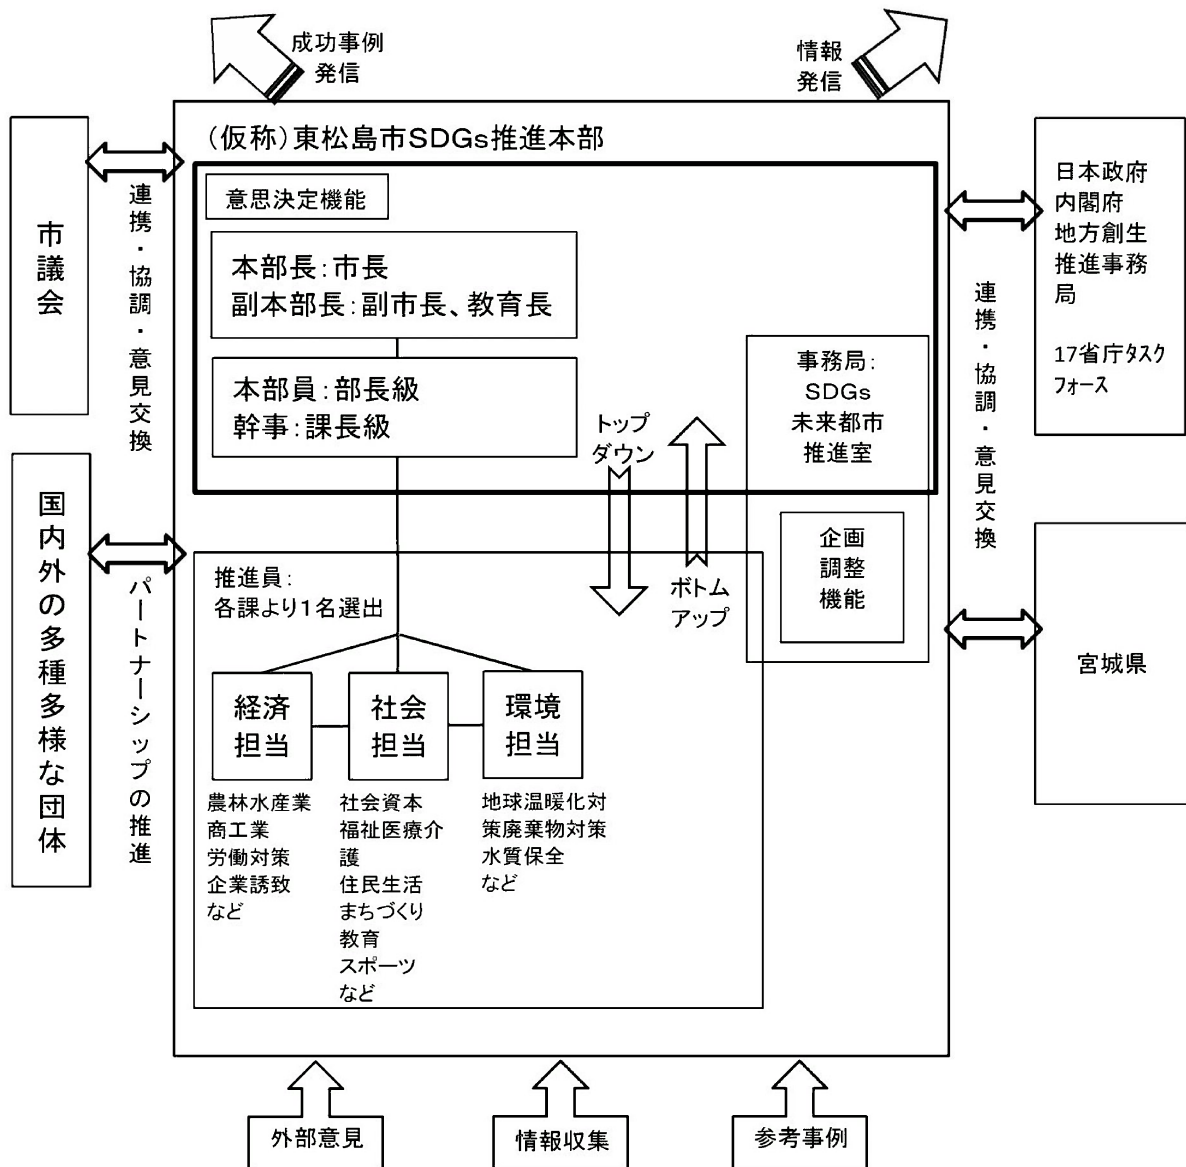 成功事例
発信
情報
発信
(仮称)東松島市SDGs推進本部
意思決定機能
本部長:市長
副本部長:副市長、教育長
本部員:部長級
幹事:課長級
事務局:
SDGs
未来都市
推進室
トップ
ダウン
ボトム
アップ
企画
調整
機能
推進員:
各課より1名選出
経済
担当
社会
担当
環境
担当
農林水産業
商工業
労働対策
企業誘致
など
社会資本
福祉医療介
護
住民生活
まちづくり
教育
スポーツ
など
地球温暖化対
策廃棄物対策
水質保全
など
市議会
連携・協調・意見交換
国内外の多種多様な団体
パートナーシップの推進
日本政府
内閣府
地方創生
推進事務
局
17省庁タスク
フォース
連携・協調・意見交換
宮城県
外部意見
情報収集
参考事例